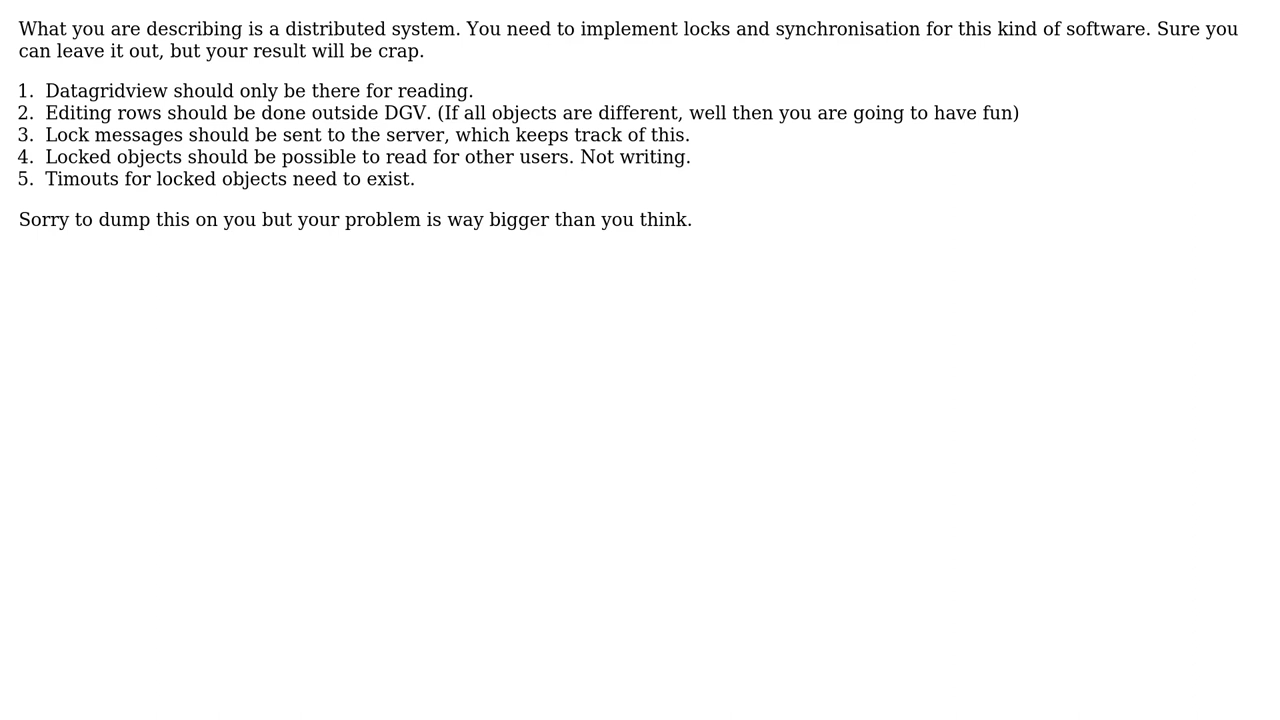 What you are describing is a distributed system. You need to implement locks and synchronisation for this kind of software. Sure you
can leave it out, but your result will be crap.
1. Datagridview should only be there for reading.
2. Editing rows should be done outside DGV. (If all objects are different, well then you are going to have fun)
3. Lock messages should be sent to the server, which keeps track of this.
4. Locked objects should be possible to read for other users. Not writing.
5. Timouts for locked objects need to exist.
Sorry to dump this on you but your problem is way bigger than you think.